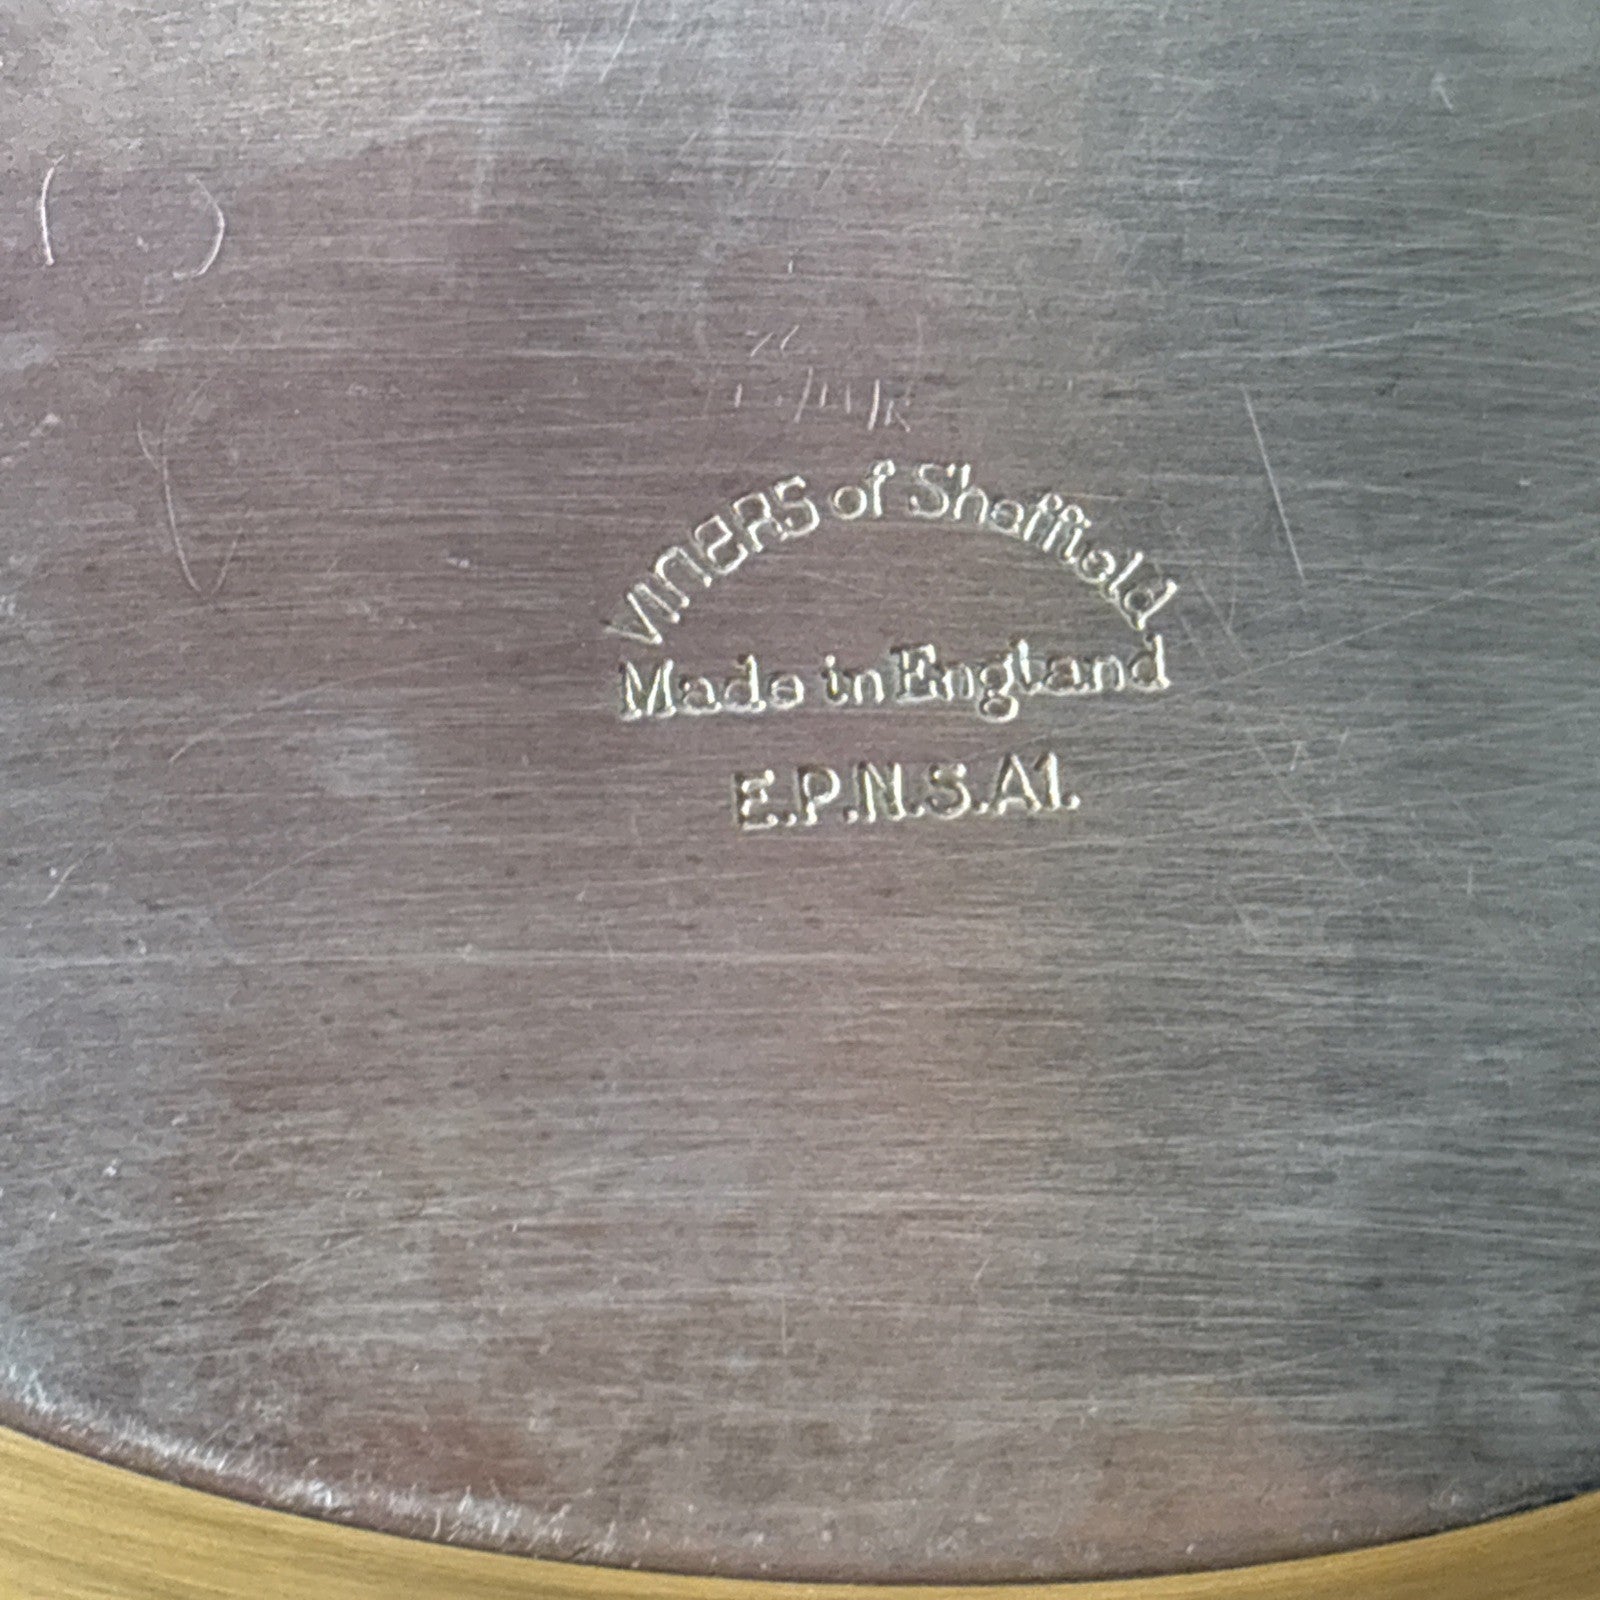 VINERS of Sheffield
Made in England
E.P.N.S.A1.